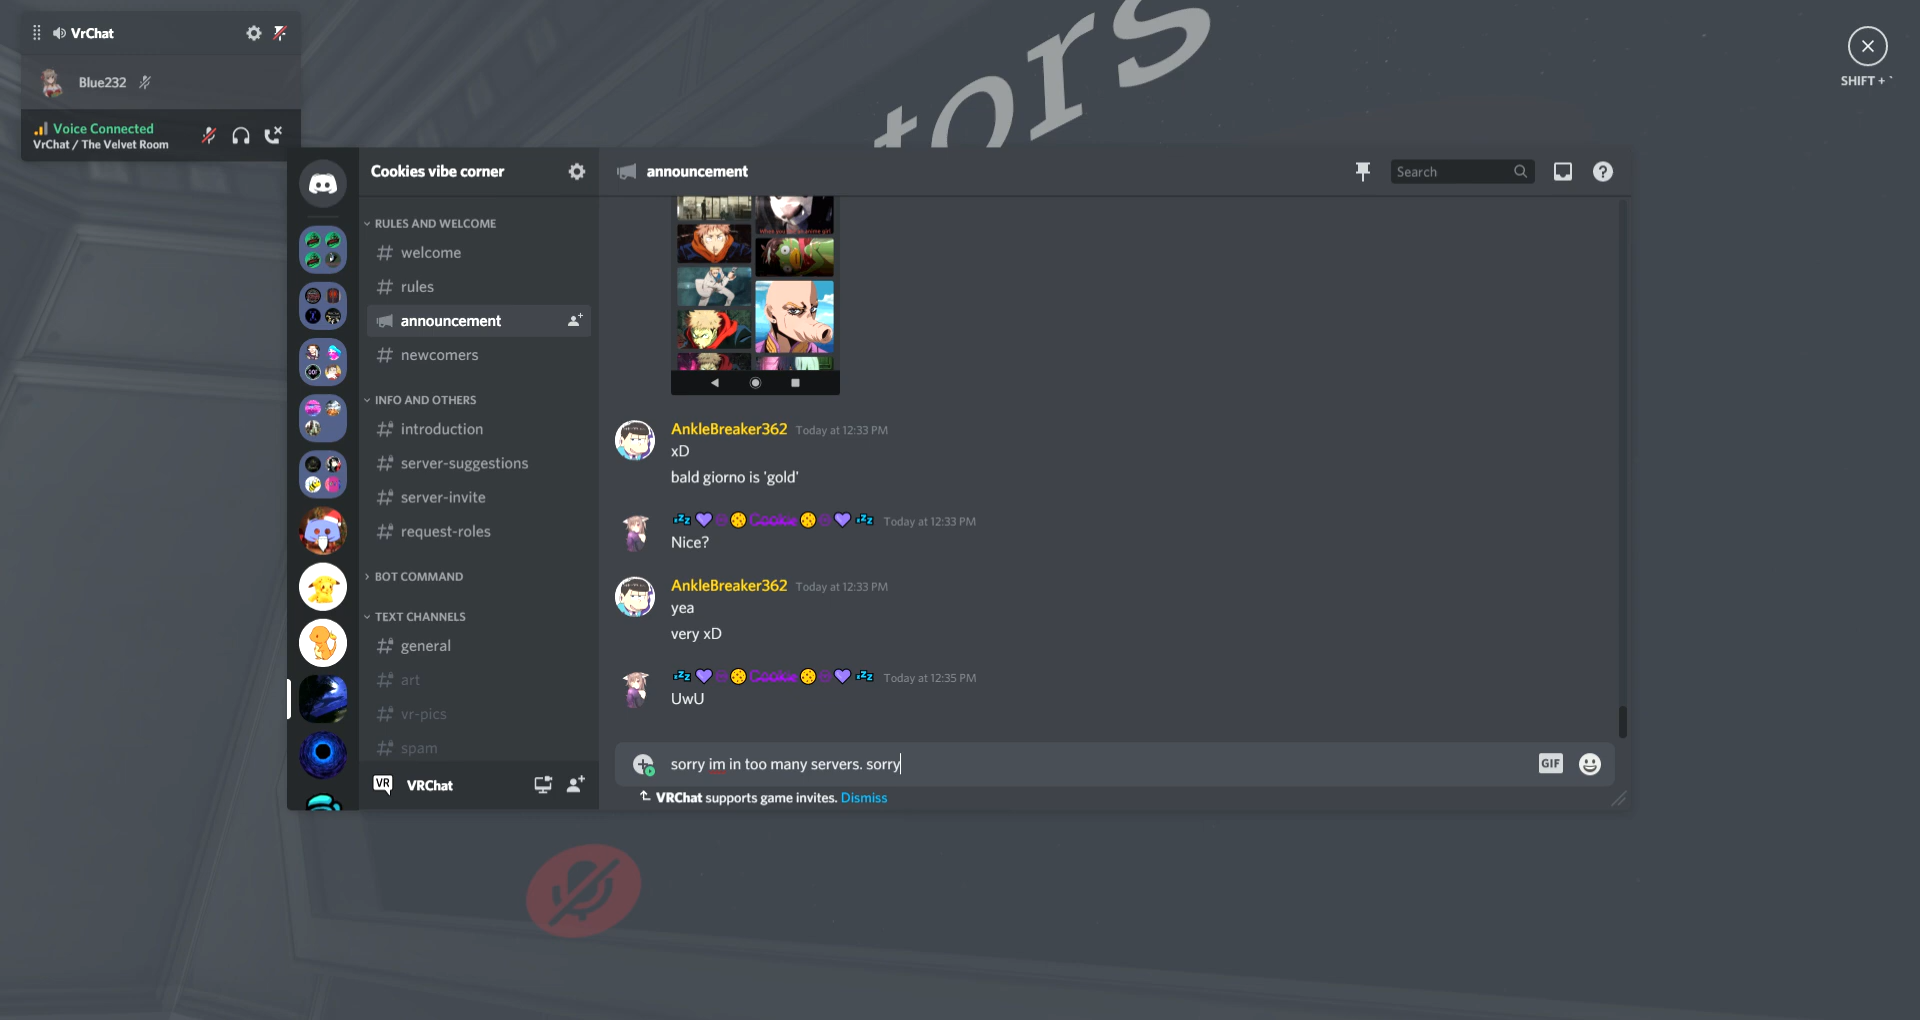 tors
VrChat
Blue232
Voice Connected
VrChat / The Velvet Room
SHIFT + `
Cookies vibe corner
RULES AND WELCOME
welcome
rules
announcement
newcomers
INFO AND OTHERS
introduction
server-suggestions
server-invite
request-roles
BOT COMMAND
TEXT CHANNELS
general
art
vr-pics
spam
VR
VRChat
announcement
Search
AnkleBreaker362 Today at 12:33 PM
xD
bald giorno is 'gold'
💤💜🍪Cookie🍪💜💤 Today at 12:33 PM
Nice?
AnkleBreaker362 Today at 12:33 PM
yea
very xD
💤💜🍪Cookie🍪💜💤 Today at 12:35 PM
UwU
sorry im in too many servers. sorry
GIF
VRChat supports game invites. Dismiss